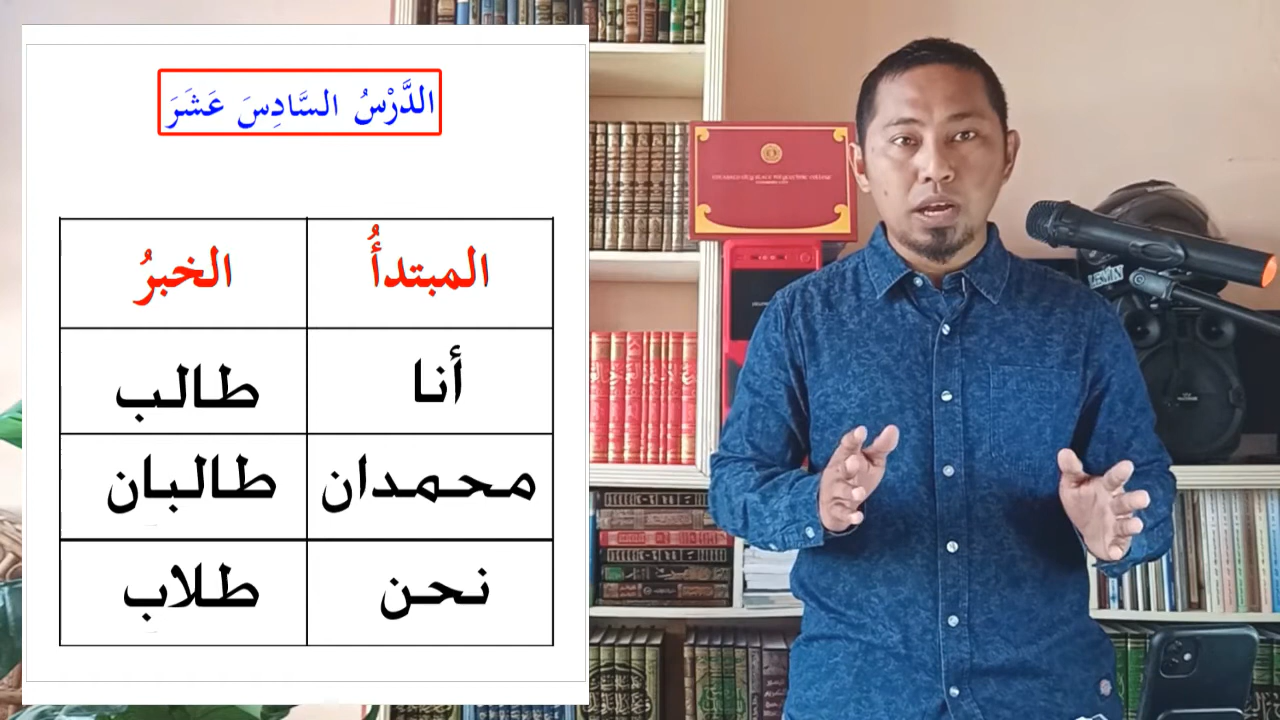 الدَّرْسُ السَّادِسَ عَشَرَ
المبتدأُ الخبرُ
أنا طالب
محمدان طالبان
نحن طلاب